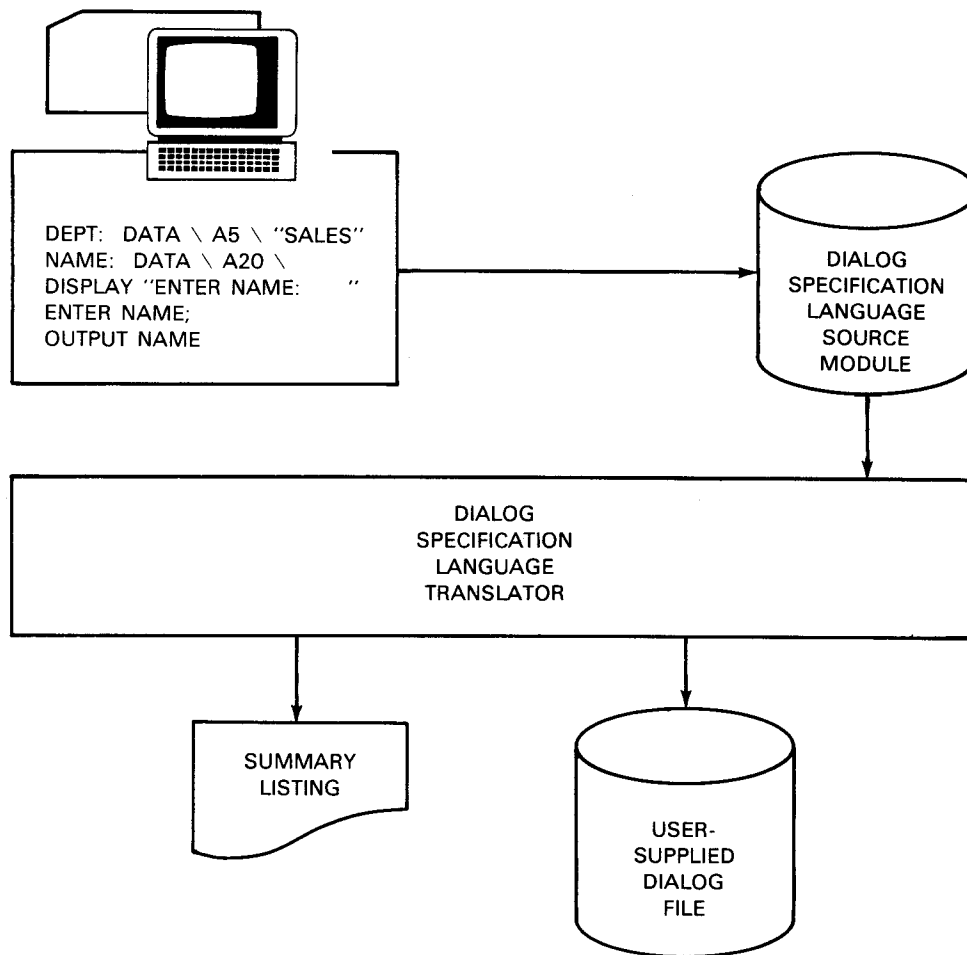 DEPT: DATA \ A5 \ "SALES"
NAME: DATA \ A20 \
DISPLAY "ENTER NAME:     "
ENTER NAME;
OUTPUT NAME
DIALOG
SPECIFICATION
LANGUAGE
SOURCE
MODULE
DIALOG
SPECIFICATION
LANGUAGE
TRANSLATOR
SUMMARY
LISTING
USER-
SUPPLIED
DIALOG
FILE